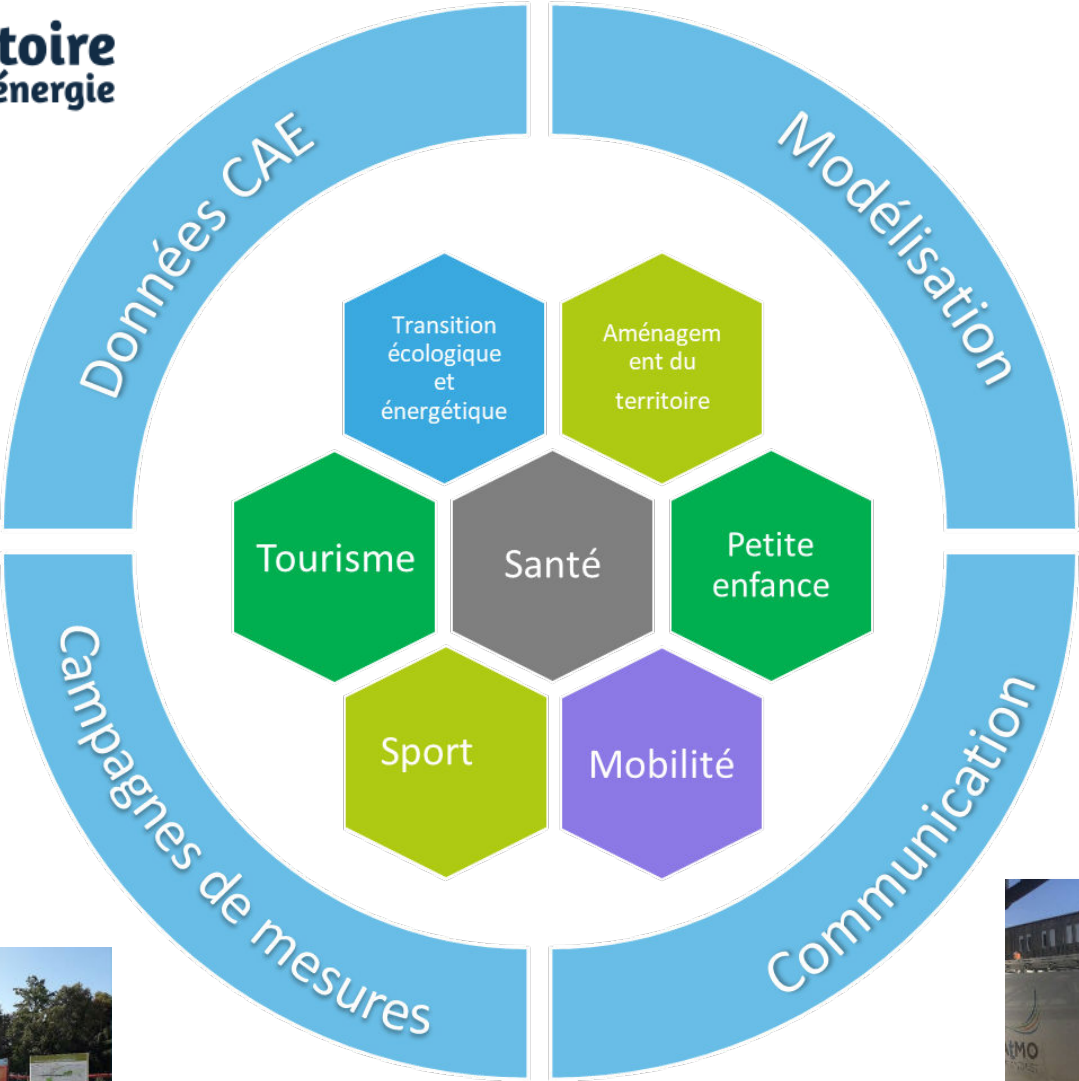 toire
énergie
Données CAE
Modélisation
Transition
écologique
et
énergétique
Aménagem
ent du
territoire
Tourisme
Santé
Petite
enfance
Sport
Mobilité
Campagnes de mesures
Communication